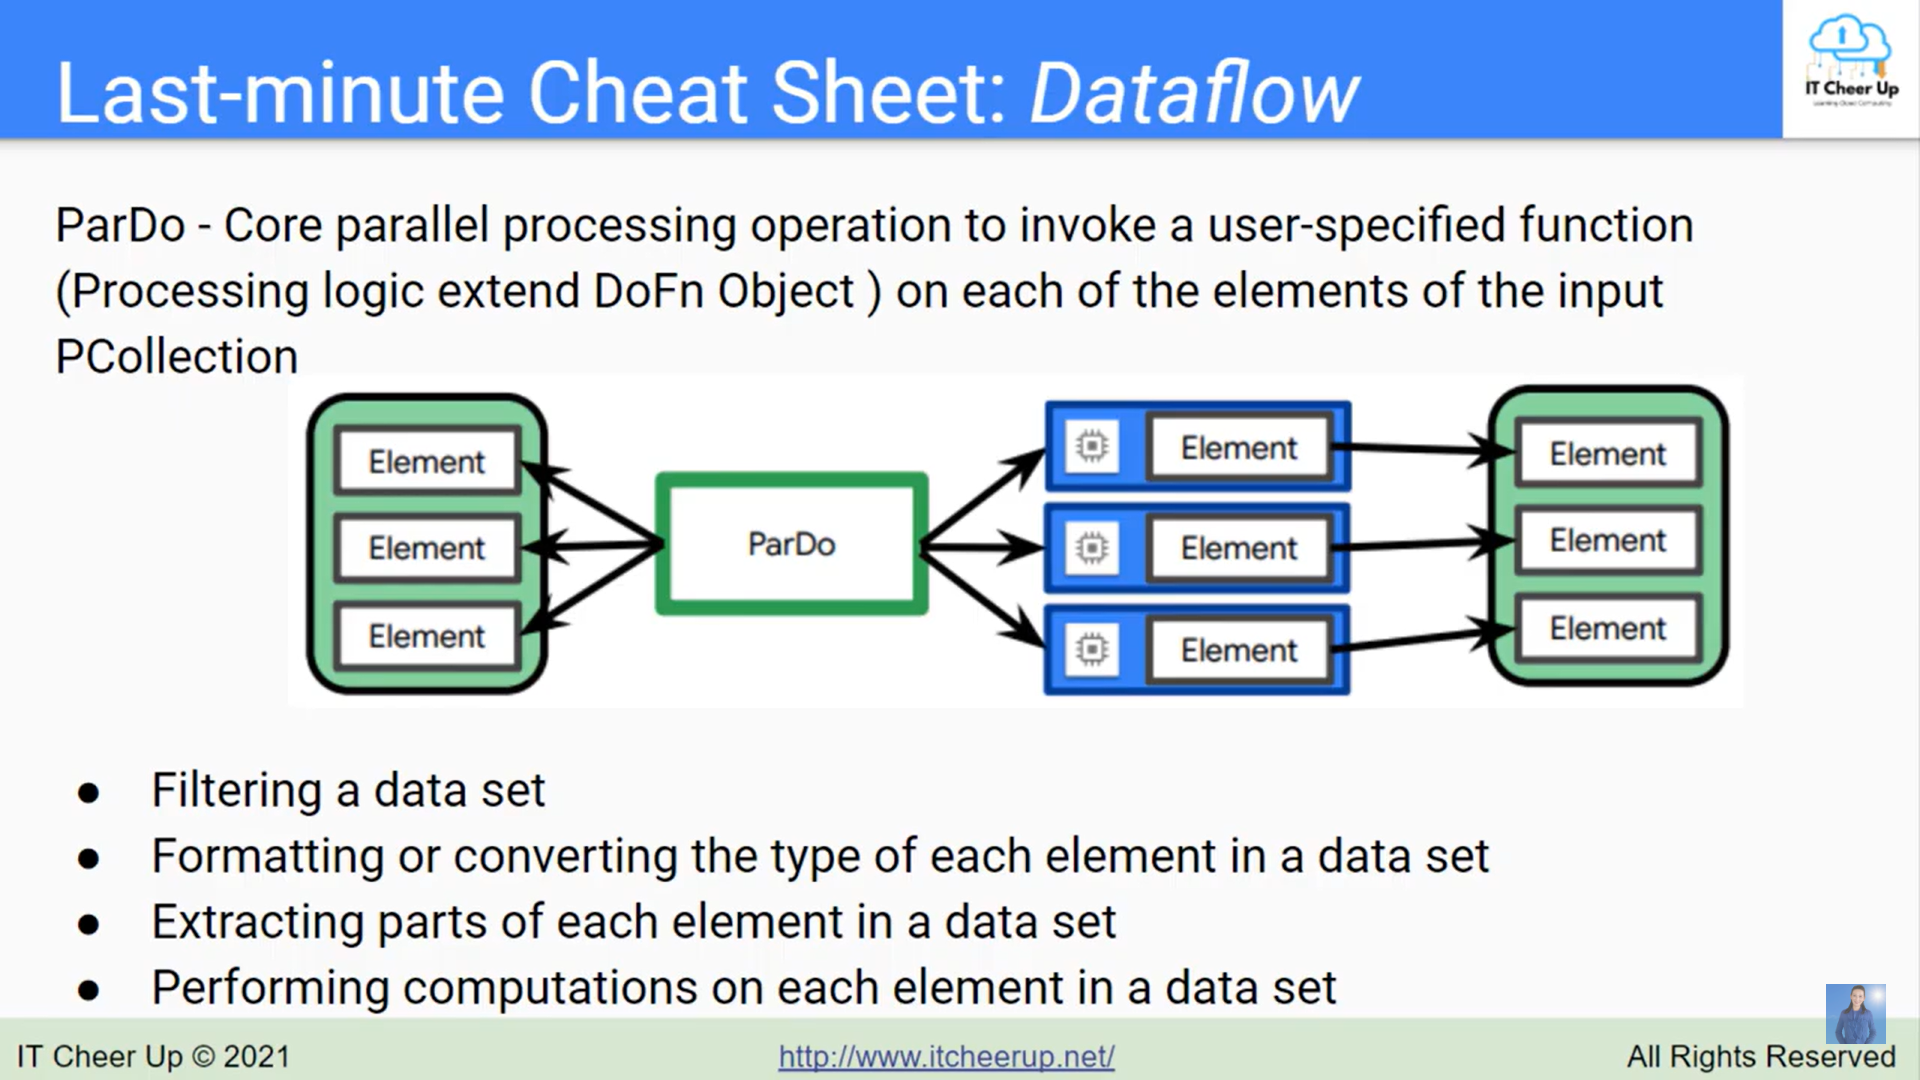 Last-minute Cheat Sheet: Dataflow
IT Cheer Up
Learning Cloud Computing
ParDo - Core parallel processing operation to invoke a user-specified function
(Processing logic extend DoFn Object ) on each of the elements of the input
PCollection
Element
Element
Element
ParDo
Element
Element
Element
Element
Element
Element
● Filtering a data set
● Formatting or converting the type of each element in a data set
● Extracting parts of each element in a data set
● Performing computations on each element in a data set
IT Cheer Up © 2021
http://www.itcheerup.net/
All Rights Reserved